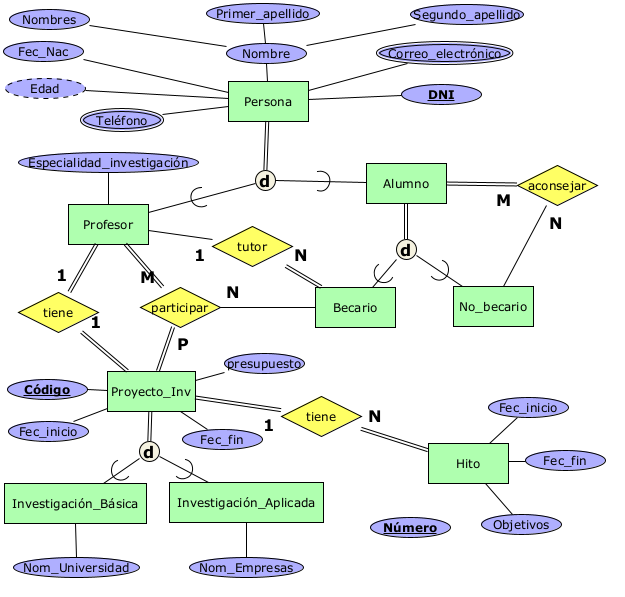 Primer_apellido
Segundo_apellido
Nombres
Fec_Nac
Nombre
Correo_electrónico
Edad
Persona
DNI
Teléfono
Especialidad_investigación
d
Alumno
aconsejar
M
Profesor
N
tutor
1
N
d
1
M
tiene
1
participar
N
Becario
No_becario
P
presupuesto
Código
Proyecto_Inv
Fec_inicio
Fec_fin
1
tiene
N
Fec_inicio
d
Hito
Fec_fin
Investigación_Básica
Investigación_Aplicada
Número
Objetivos
Nom_Universidad
Nom_Empresas